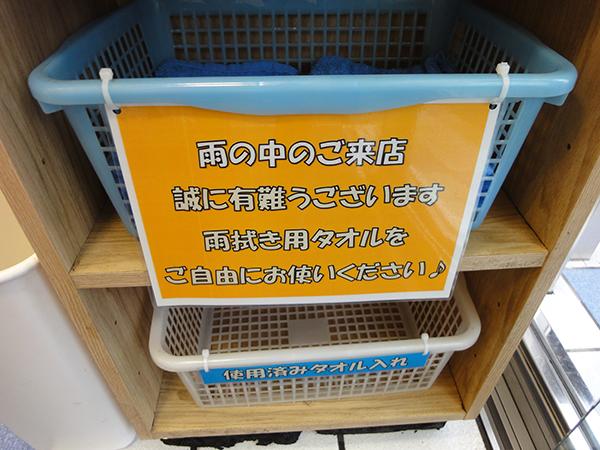 雨の中のご来店
誠に有難うございます
雨拭き用タオルを
ご自由にお使いください♪
使用済みタオル入れ